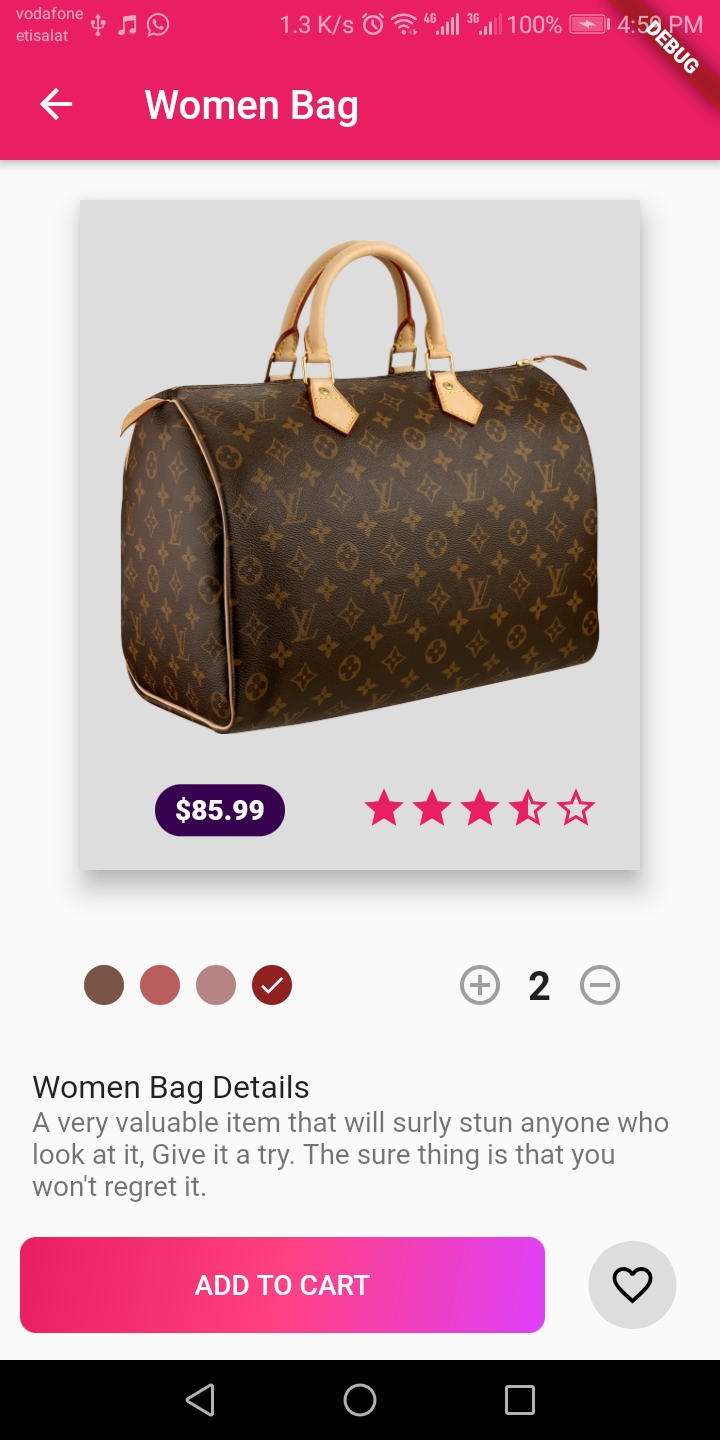 vodafone
etisalat
1.3 K/s 4G 3G 100% 4:59 PM
DEBUG
Women Bag
$85.99
2
Women Bag Details
A very valuable item that will surly stun anyone who
look at it, Give it a try. The sure thing is that you
won't regret it.
ADD TO CART